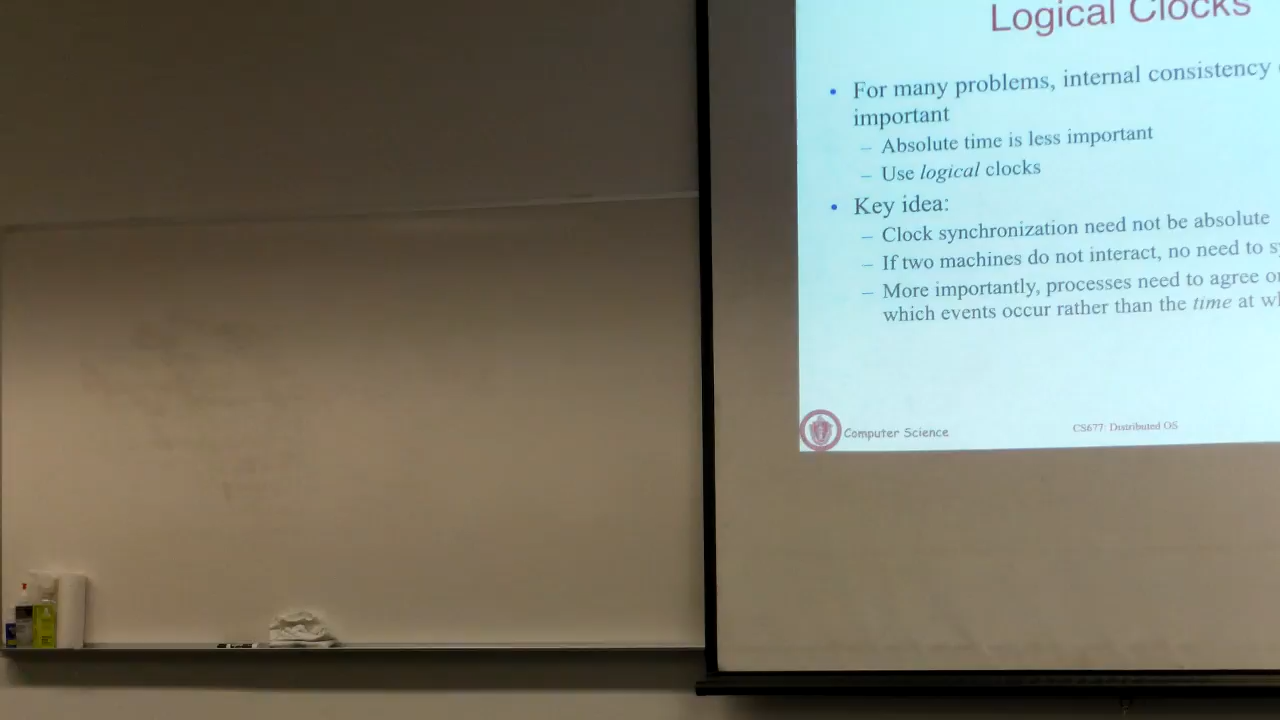 Logical Clocks
• For many problems, internal consistency
important
– Absolute time is less important
– Use logical clocks
• Key idea:
– Clock synchronization need not be absolute
– If two machines do not interact, no need to
– More importantly, processes need to agree
which events occur rather than the time at
Computer Science
CS677: Distributed OS